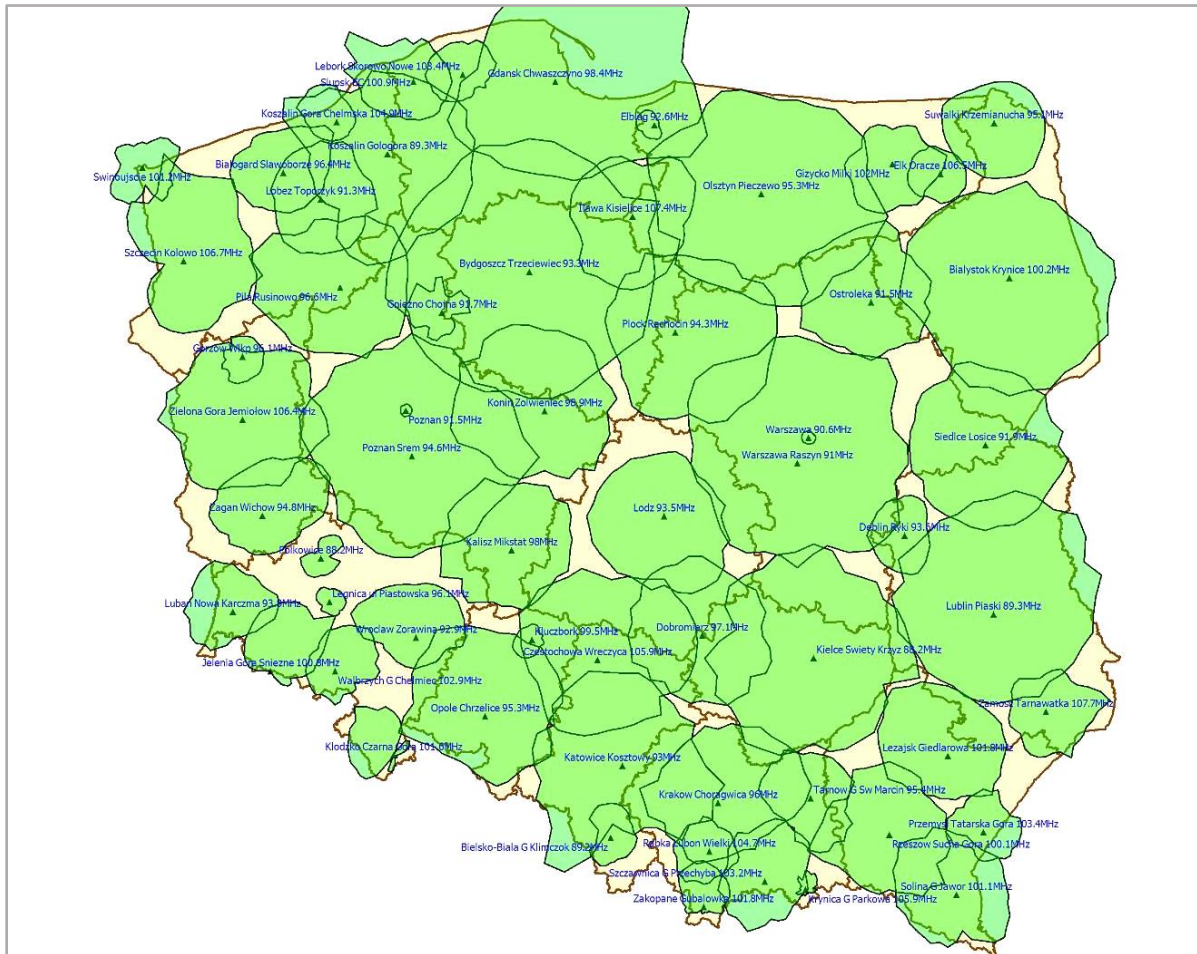 Lebork Skorowo Nowe 103.4MHz
Gdansk Chwaszczyno 98.4MHz
Slupsk EC 100.9MHz
Koszalin Gora Chelmska 104.9MHz
Elblag 92.6MHz
Suwalki Krzemianucha 95.1MHz
Koszalin Gologora 89.3MHz
Bialogard Slawoborze 96.4MHz
Elk Oracze 106.5MHz
Gizycko Milki 102MHz
Swinoujscie 101.2MHz
Lobez Toporzyk 91.3MHz
Olsztyn Pieczewo 95.3MHz
Ilawa Kisielice 107.4MHz
Szczecin Kolowo 106.7MHz
Bydgoszcz Trzeciewiec 93.3MHz
Bialystok Krynice 100.2MHz
Pila Rusinowo 96.6MHz
Ostroleka 91.5MHz
Gniezno Chojna 91.7MHz
Plock Rachocin 94.3MHz
Gorzow Wlkp 96.1MHz
Zielona Gora Jemiołow 106.4MHz
Konin Zolwieniec 90.9MHz
Poznan 91.5MHz
Warszawa 90.6MHz
Siedlce Losice 91.9MHz
Poznan Srem 94.6MHz
Warszawa Raszyn 91MHz
Zagan Wichow 94.8MHz
Lodz 93.5MHz
Deblin Ryki 93.6MHz
Kalisz Mikstat 98MHz
Polkowice 88.2MHz
Legnica ul Piastowska 96.1MHz
Luban Nowa Karczma 93.8MHz
Lublin Piaski 89.3MHz
Wroclaw Zorawina 92.9MHz
Kluczbork 99.5MHz
Dobromierz 97.1MHz
Czestochowa Wreczyca 105.9MHz
Kielce Swiety Krzyz 88.2MHz
Jelenia Gora Sniezne 100.8MHz
Walbrzych G Chelmiec 102.9MHz
Opole Chrzelice 95.3MHz
Zamosc Tarnawatka 107.7MHz
Klodzko Czarna Gora 101.6MHz
Lezajsk Giedlarowa 101.8MHz
Katowice Kosztowy 93MHz
Krakow Choragwica 96MHz
Tarnow G Sw Marcin 95.4MHz
Przemysl Tatarska Gora 103.4MHz
Bielsko-Biala G Klimczok 89.2MHz
Rabka Lubon Wielki 104.7MHz
Rzeszow Sucha Gora 100.1MHz
Szczawnica G Przechyba 103.2MHz
Solina G Jawor 101.1MHz
Zakopane Gubalowka 101.8MHz
Krynica G Parkowa 105.9MHz